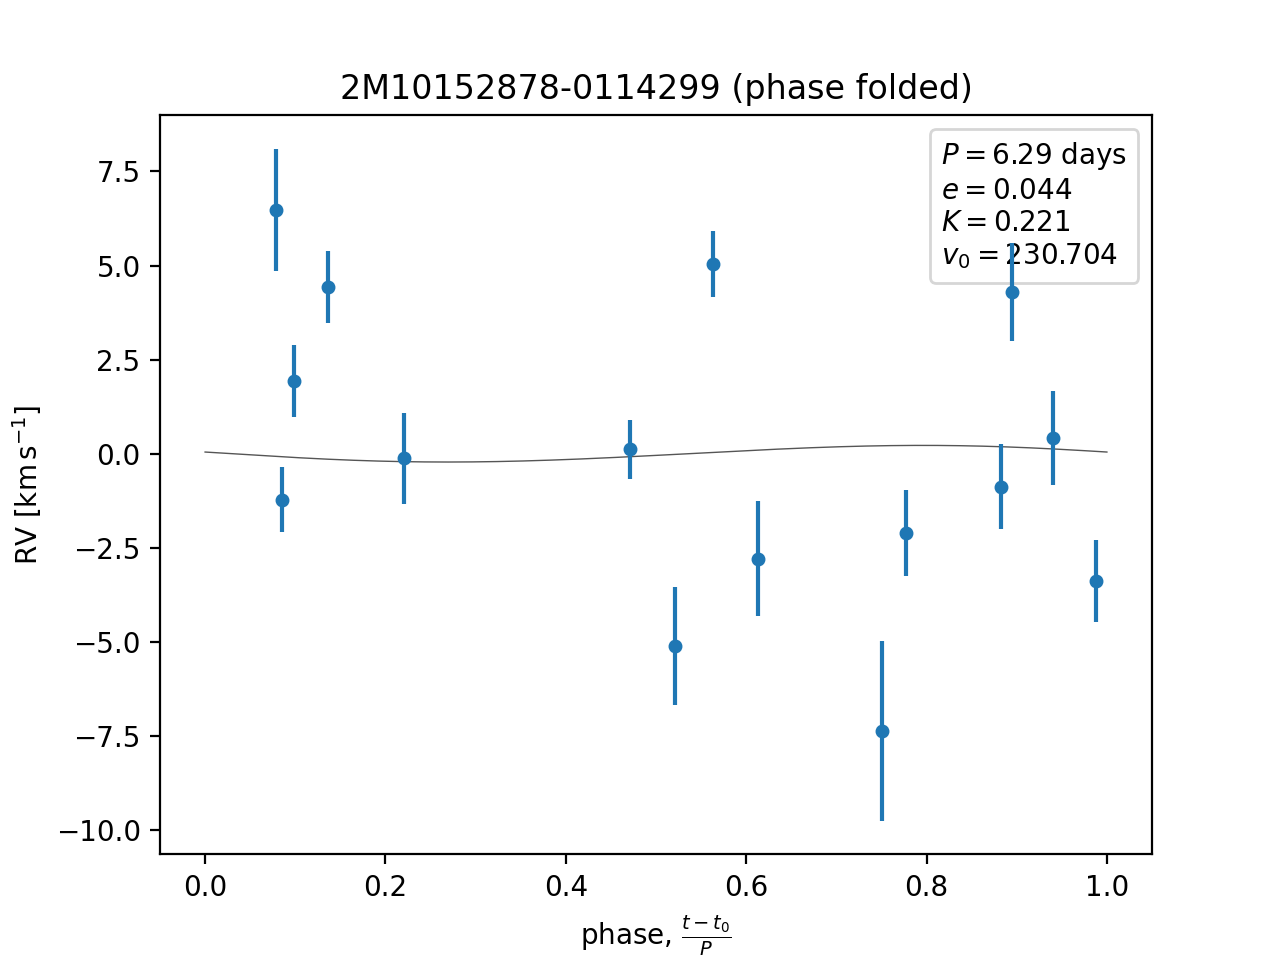 2M10152878-0114299 (phase folded)
P = 6.29 days
e = 0.044
K = 0.221
v₀ = 230.704
7.5
5.0
2.5
0.0
−2.5
−5.0
−7.5
−10.0
RV [km s⁻¹]
0.0 0.2 0.4 0.6 0.8 1.0
phase, (t − t₀)/P